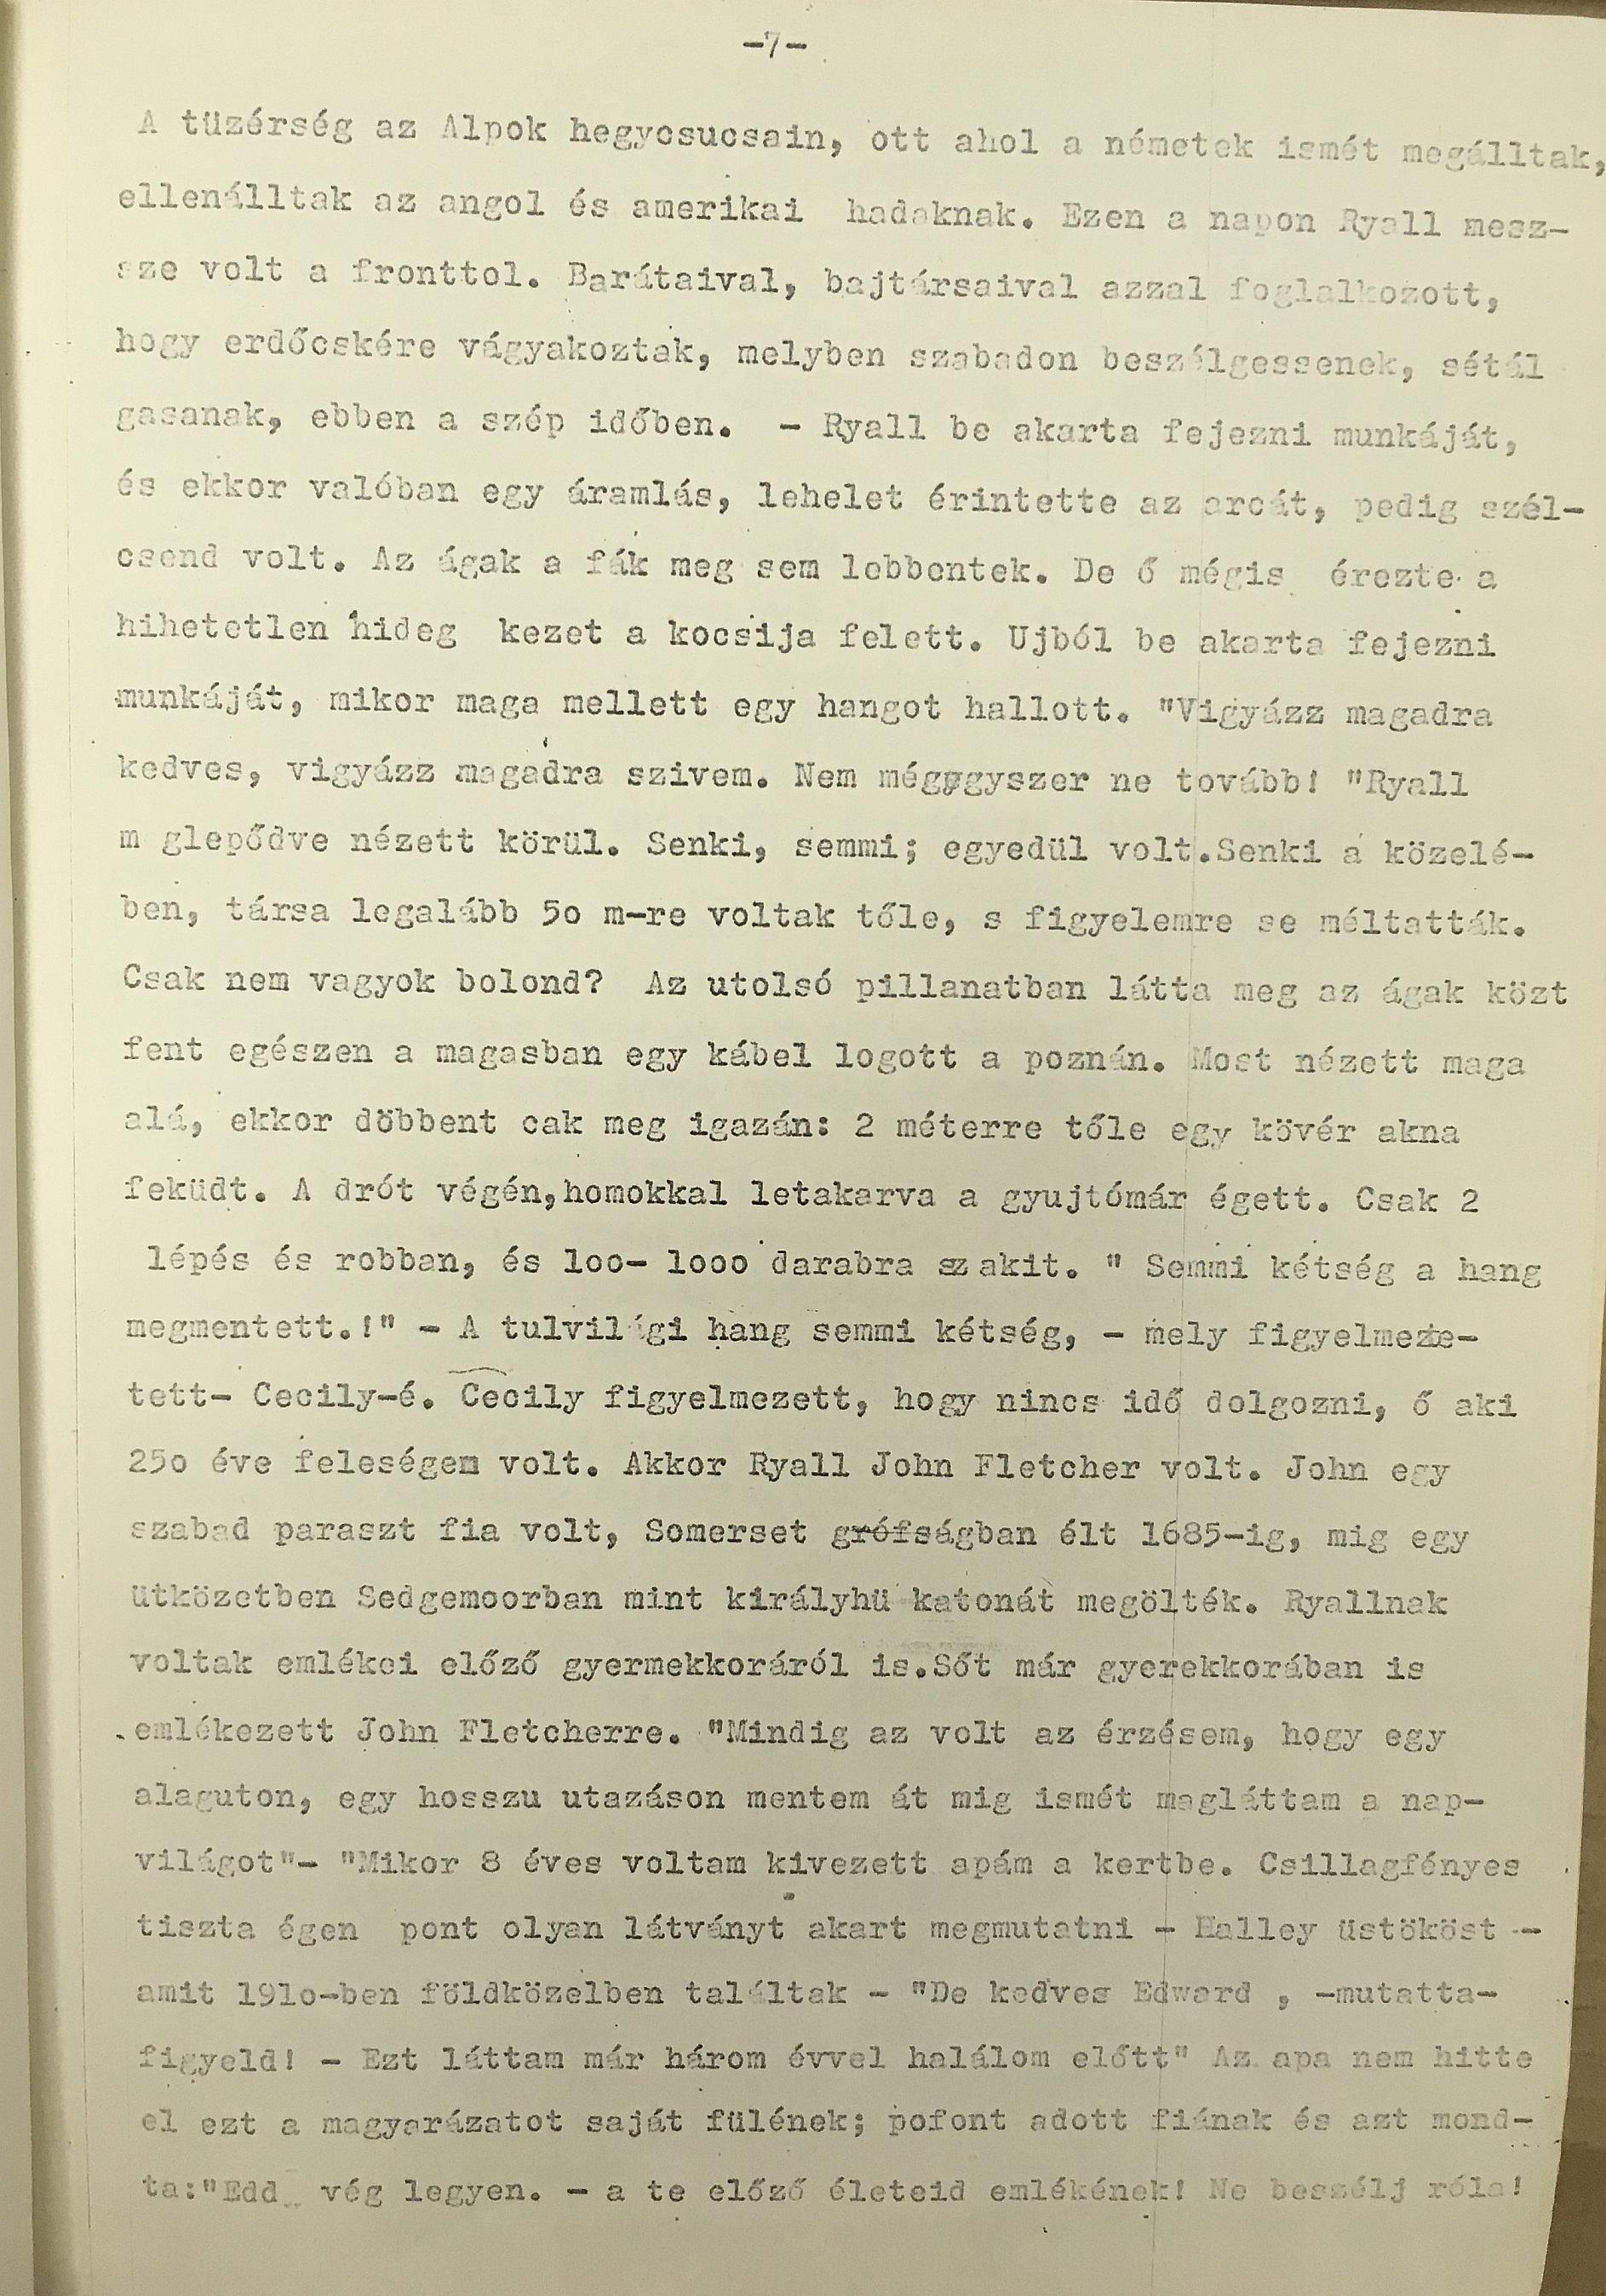 -7-
A tüzérség az Alpok hegycsucsain, ott ahol a németek ismét megálltak,
ellenálltak az angol és amerikai hadaknak. Ezen a napon Ryall mesz-
sze volt a fronttol. Barátaival, bajtársaival azzal foglalkozott,
hogy erdőcskére vágyakoztak, melyben szabadon beszélgessenek, sétál
gasanak, ebben a szép időben. - Ryall be akarta fejezni munkáját,
és ekkor valóban egy áramlás, lehelet érintette az arcát, pedig szél-
csend volt. Az ágak a fák meg sem lebbentek. De ő mégis érezte a
hihetetlen hideg kezet a kocsija felett. Ujból be akarta fejezni
munkáját, mikor maga mellett egy hangot hallott. "Vigyázz magadra
kedves, vigyázz magadra szivem. Nem mégegyszer ne tovább! "Ryall
m glepődve nézett körül. Senki, semmi; egyedül volt.Senki a közelé-
ben, társa legalább 5o m-re voltak tőle, s figyelemre se méltatták.
Csak nem vagyok bolond? Az utolsó pillanatban látta meg az ágak közt
fent egészen a magasban egy kábel logott a poznán. Most nézett maga
alá, ekkor döbbent cak meg igazán: 2 méterre tőle egy kövér akna
feküdt. A drót végén,homokkal letakarva a gyujtómár égett. Csak 2
lépés és robban, és loo- looo darabra szakit. " Semmi kétség a hang
megmentett.!" - A tulvilági hang semmi kétség, - mely figyelmezte-
tett- Cecily-é. Cecily figyelmezett, hogy nincs idő dolgozni, ő aki
25o éve feleségem volt. Akkor Ryall John Fletcher volt. John egy
szabad paraszt fia volt, Somerset grófságban élt 1685-ig, mig egy
ütközetben Sedgemoorban mint királyhü katonát megölték. Ryallnak
voltak emlékei előző gyermekkoráról is.Sőt már gyerekkorában is
emlékezett John Fletcherre. "Mindig az volt az érzésem, hogy egy
alaguton, egy hosszu utazáson mentem át mig ismét magláttam a nap-
világot"- "Mikor 8 éves voltam kivezett apám a kertbe. Csillagfényes
tiszta égen pont olyan látványt akart megmutatni - Halley üstököst -
amit 191o-ben földközelben találtak - "De kedves Edward , -mutatta-
figyeld! - Ezt láttam már három évvel halálom előtt" Az apa nem hitte
el ezt a magyarázatot saját fülének; pofont adott fiának és azt mond-
ta:"Edd vég legyen. - a te előző életeid emlékének! Ne beszélj róla!